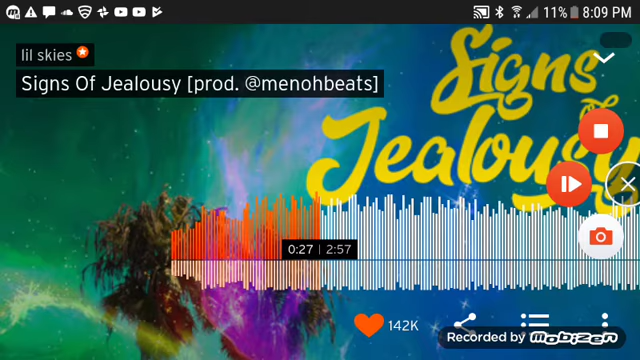 11% 8:09 PM
lil skies
Signs Of Jealousy [prod. @menohbeats]
Signs
of
Jealousy
0:27 | 2:57
142K
Recorded by mobizen